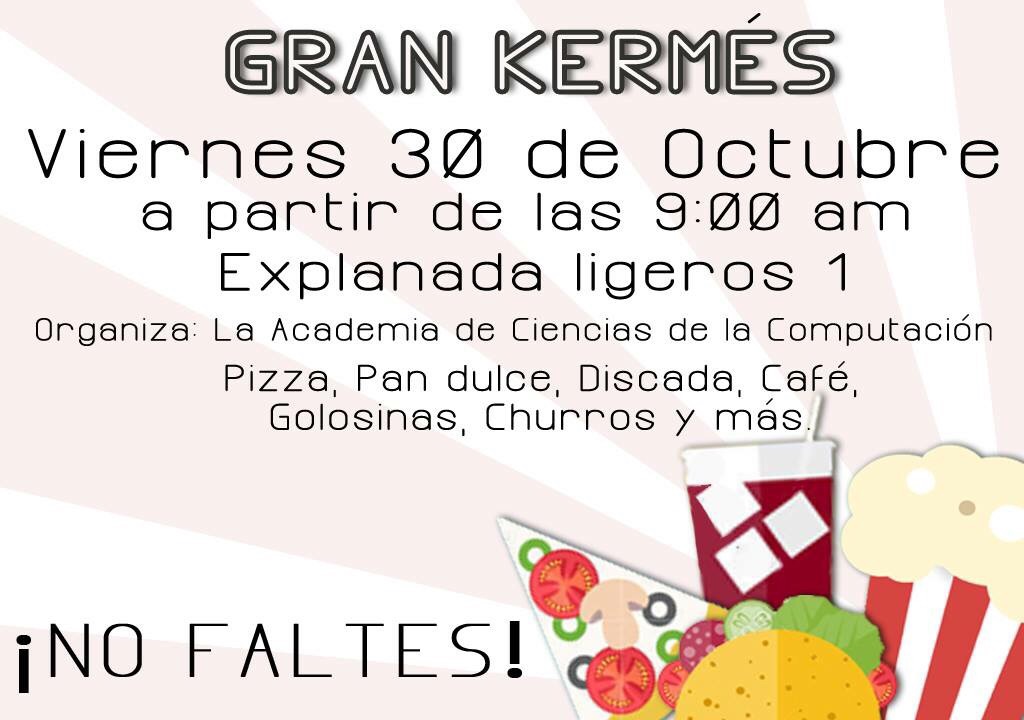 GRAN KERMÉS
Viernes 30 de Octubre
a partir de las 9:00 am
Explanada ligeros 1
Organiza: La Academia de Ciencias de la Computación
Pizza, Pan dulce, Discada, Café,
Golosinas, Churros y más.
¡NO FALTES!